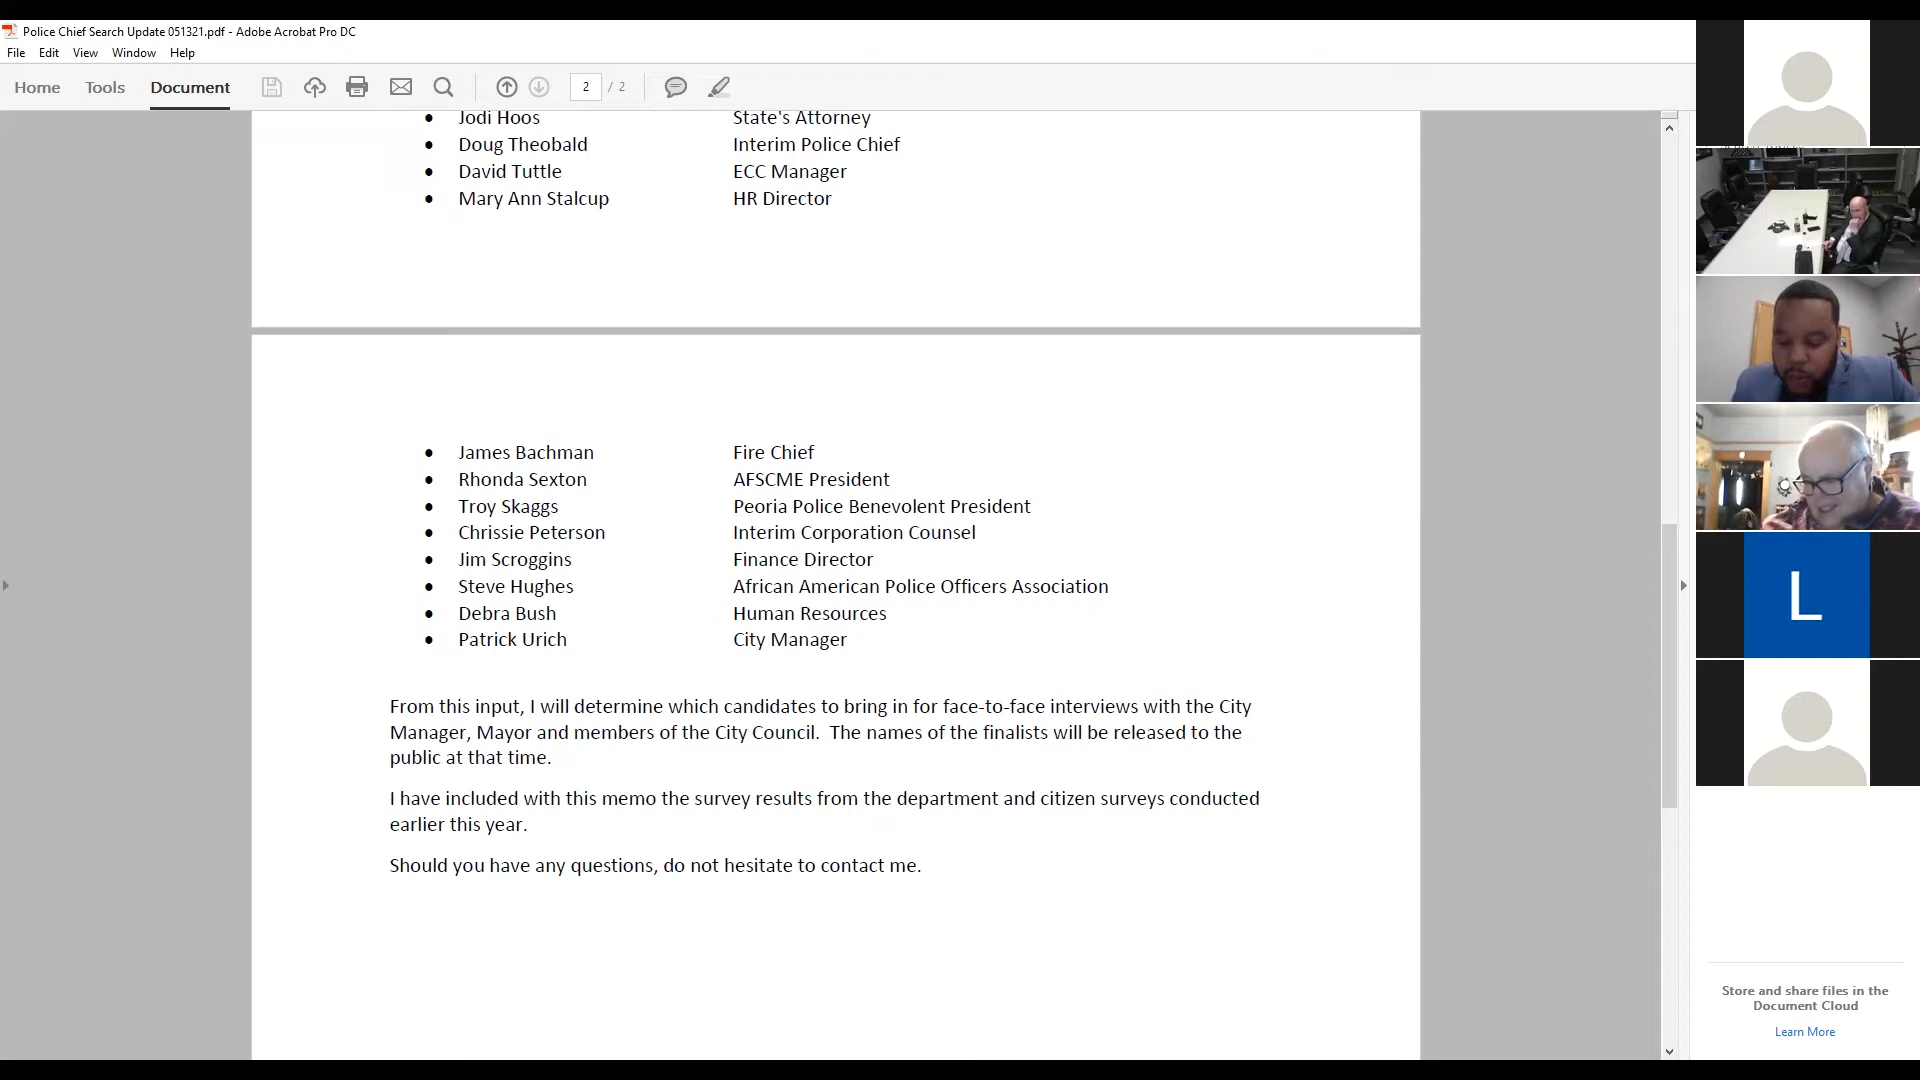 Police Chief Search Update 051321.pdf - Adobe Acrobat Pro DC
File Edit View Window Help
Home Tools Document 2 / 2
• Jodi Hoos State's Attorney
• Doug Theobald Interim Police Chief
• David Tuttle ECC Manager
• Mary Ann Stalcup HR Director
• James Bachman Fire Chief
• Rhonda Sexton AFSCME President
• Troy Skaggs Peoria Police Benevolent President
• Chrissie Peterson Interim Corporation Counsel
• Jim Scroggins Finance Director
• Steve Hughes African American Police Officers Association
• Debra Bush Human Resources
• Patrick Urich City Manager
From this input, I will determine which candidates to bring in for face-to-face interviews with the City
Manager, Mayor and members of the City Council. The names of the finalists will be released to the
public at that time.
I have included with this memo the survey results from the department and citizen surveys conducted
earlier this year.
Should you have any questions, do not hesitate to contact me.
L
Store and share files in the
Document Cloud
Learn More